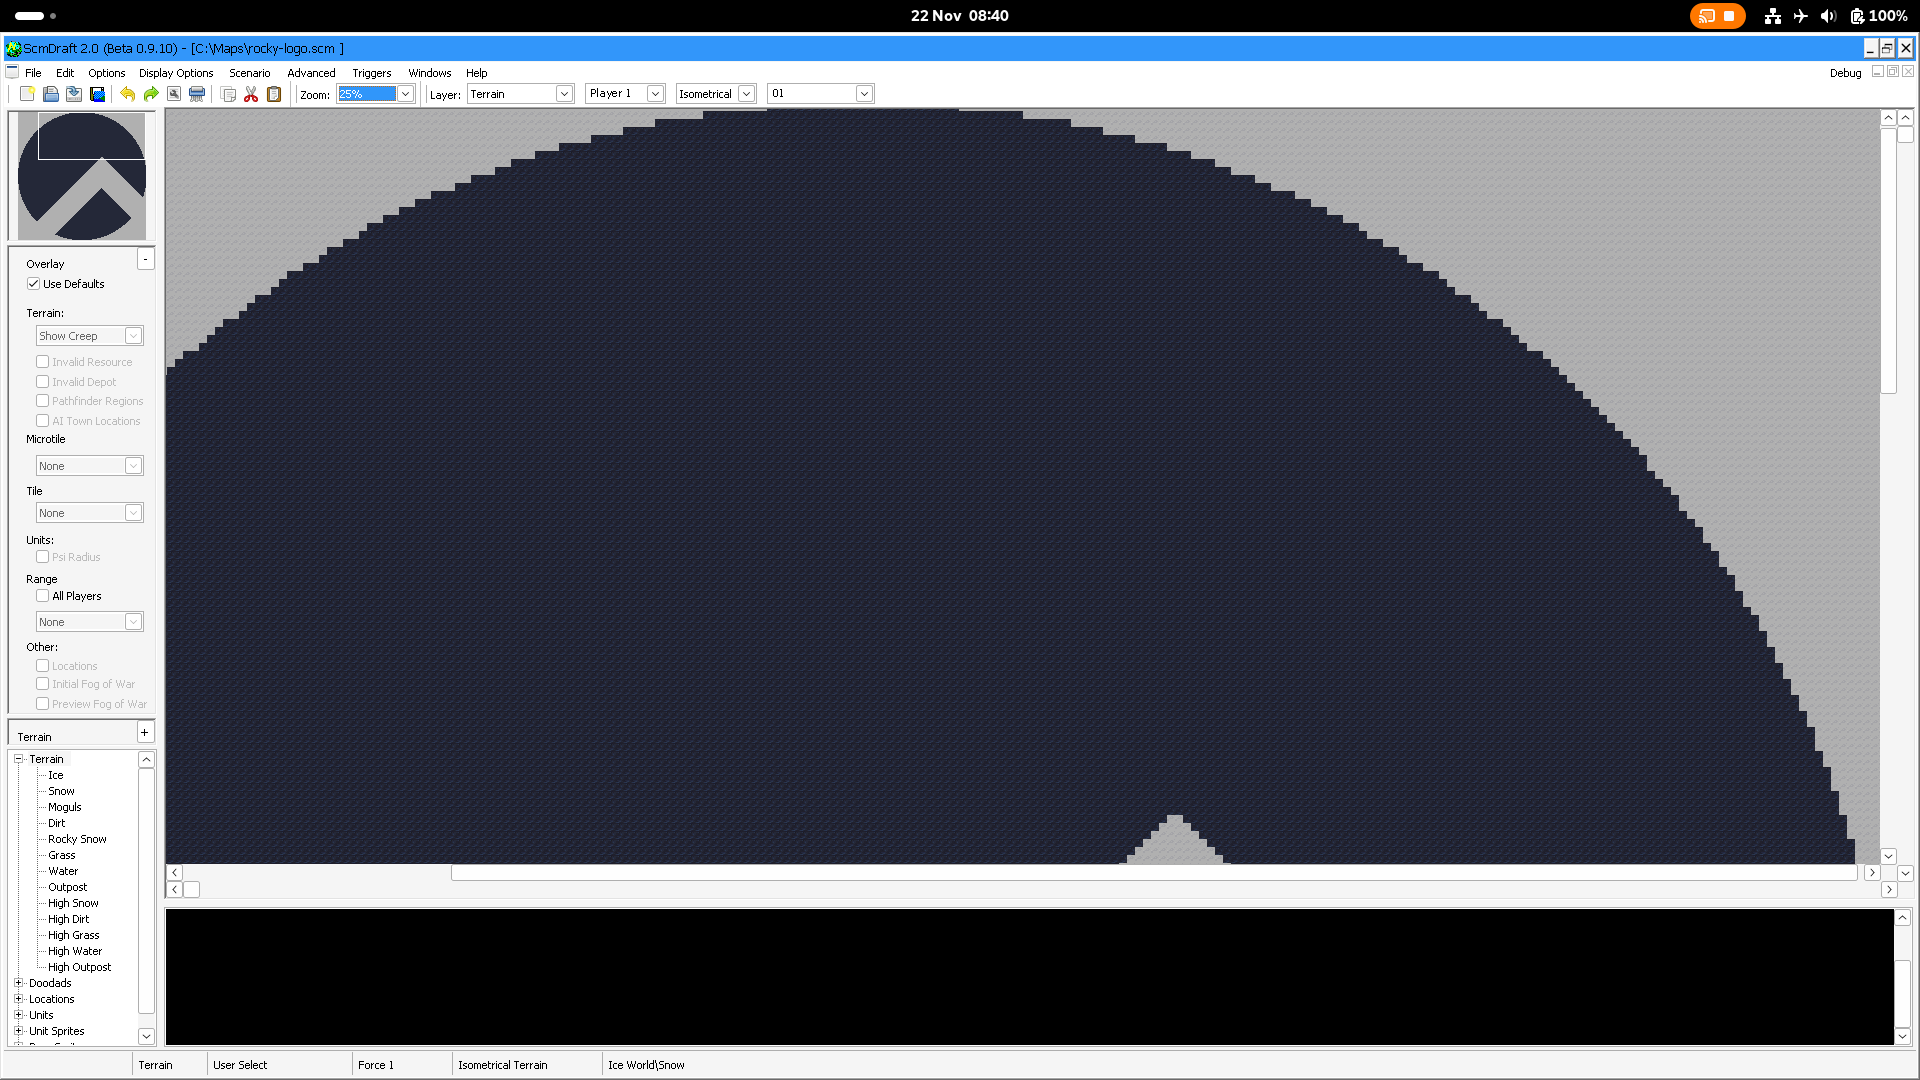 22 Nov 08:40
100%
ScmDraft 2.0 (Beta 0.9.10) - [C:\Maps\rocky-logo.scm ]
File Edit Options Display Options Scenario Advanced Triggers Windows Help Debug
Zoom: 25% Layer: Terrain Player 1 Isometrical 01
Overlay
-
Use Defaults
Terrain:
Show Creep
Invalid Resource
Invalid Depot
Pathfinder Regions
AI Town Locations
Microtile
None
Tile
None
Units:
Psi Radius
Range
All Players
None
Other:
Locations
Initial Fog of War
Preview Fog of War
Terrain +
Terrain
Ice
Snow
Moguls
Dirt
Rocky Snow
Grass
Water
Outpost
High Snow
High Dirt
High Grass
High Water
High Outpost
Doodads
Locations
Units
Unit Sprites
Terrain User Select Force 1 Isometrical Terrain Ice World\Snow